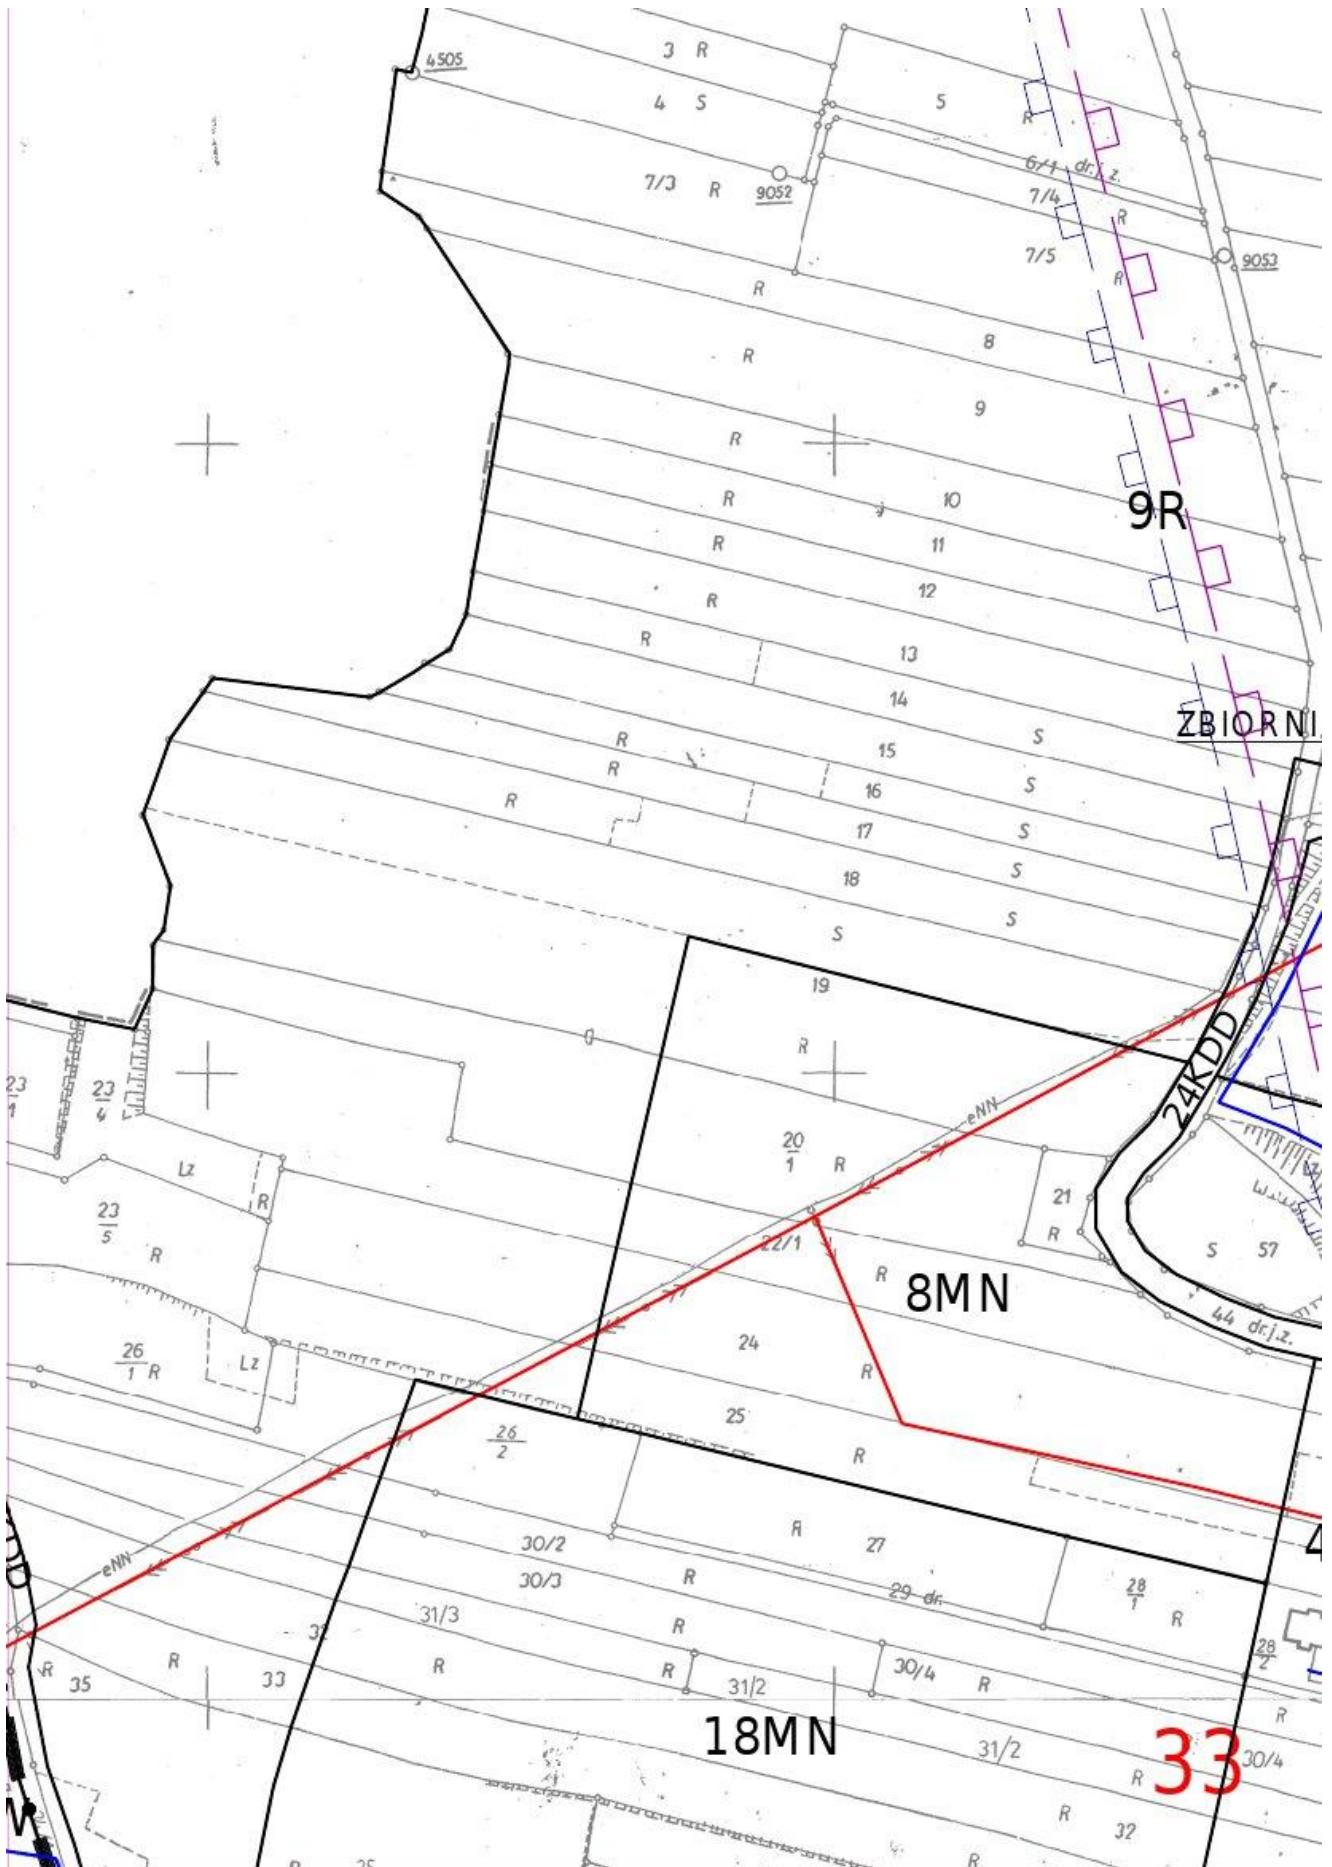 3 R
4505
4 S
5
R
6/1 dr.j.z.
7/3 R
9052
7/4
R
7/5
9053
R
R
8
R
9
R
10
R
9R
11
R
12
R
13
R
14
ZBIORNI
S
R
15
R
16
S
R
17
S
18
S
S
S
19
R
24KDD
23
1
23
4
eNN
20
1
R
Lz
R
21
23
5
R
R
S
57
22/1
R
8MN
44 dr.j.z.
24
26
1
R
Lz
R
25
26
2
R
R
27
30/2
eNN
30/3
R
29 dr.
28
1
R
31/3
R
28
2
R
R
35
33
R
R
31/2
30/4
R
R
18MN
31/2
33
30/4
R
R
32
R